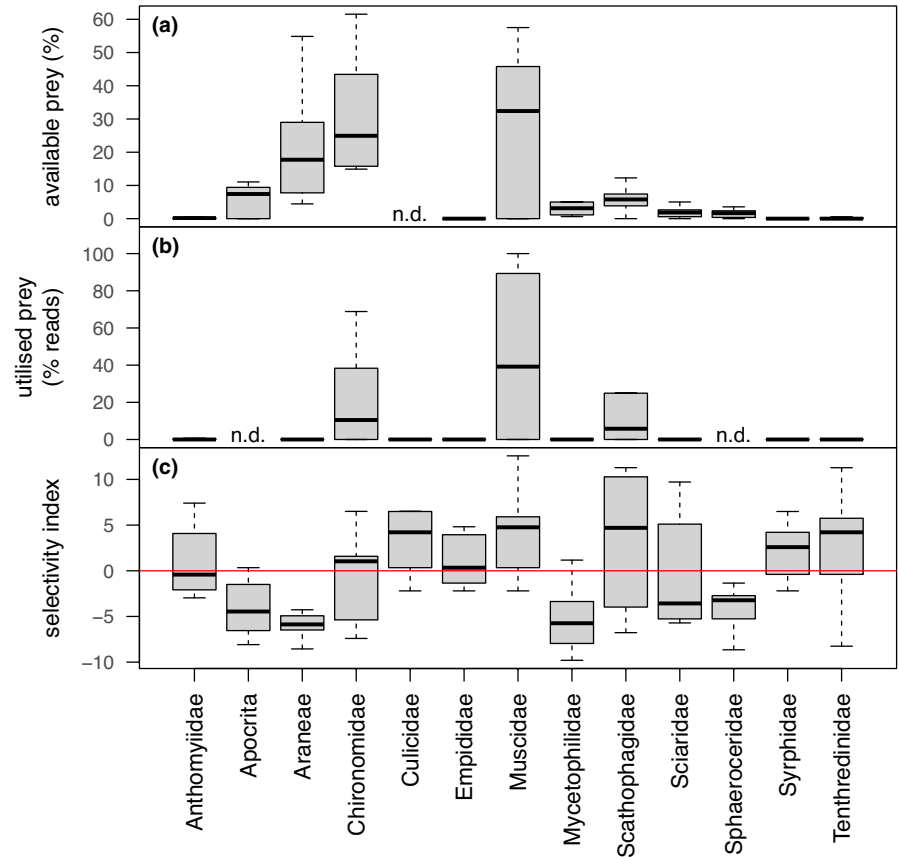 (a)
available prey (%)
60
50
40
30
20
10
0
n.d.
(b)
utilised prey
(% reads)
100
80
60
40
20
0
n.d.
n.d.
(c)
selectivity index
10
5
0
−5
−10
Anthomyiidae
Apocrita
Araneae
Chironomidae
Culicidae
Empididae
Muscidae
Mycetophilidae
Scathophagidae
Sciaridae
Sphaeroceridae
Syrphidae
Tenthredinidae